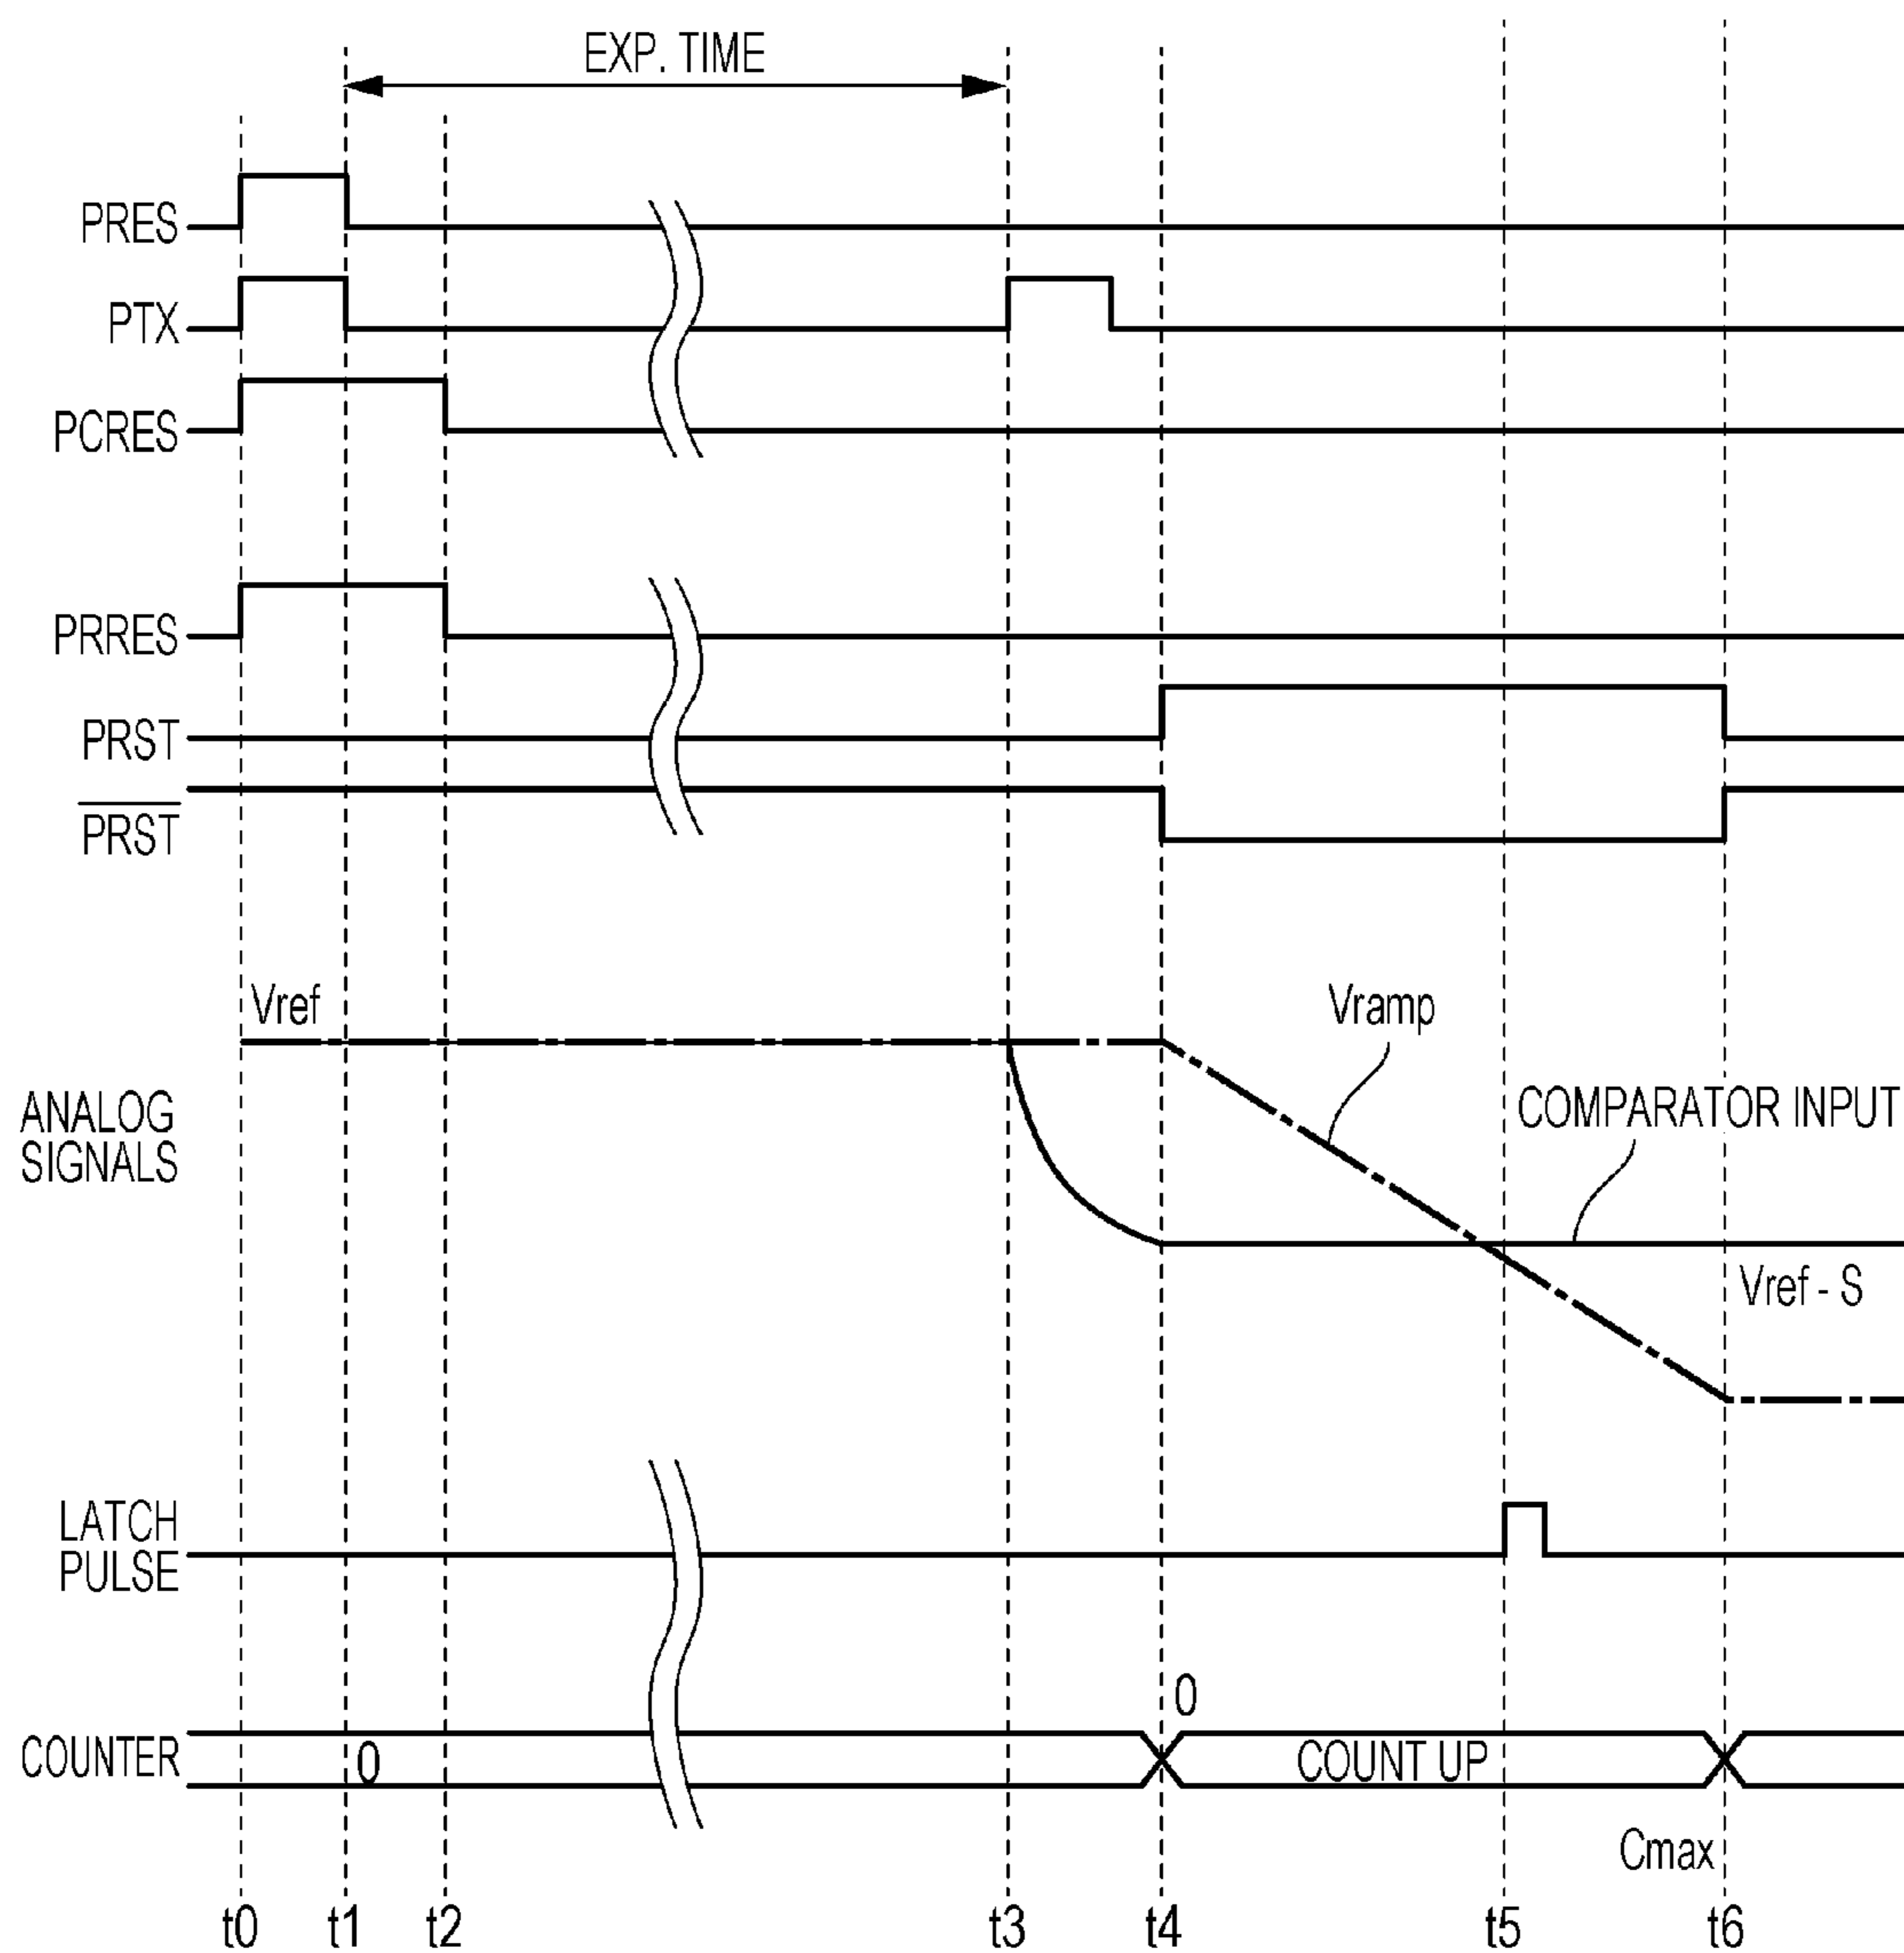 EXP. TIME
PRES
PTX
PCRES
PRRES
PRST
PRST
Vref
Vramp
ANALOG
SIGNALS
COMPARATOR INPUT
Vref - S
LATCH
PULSE
0
COUNTER
0
COUNT UP
Cmax
t0 t1 t2 t3 t4 t5 t6